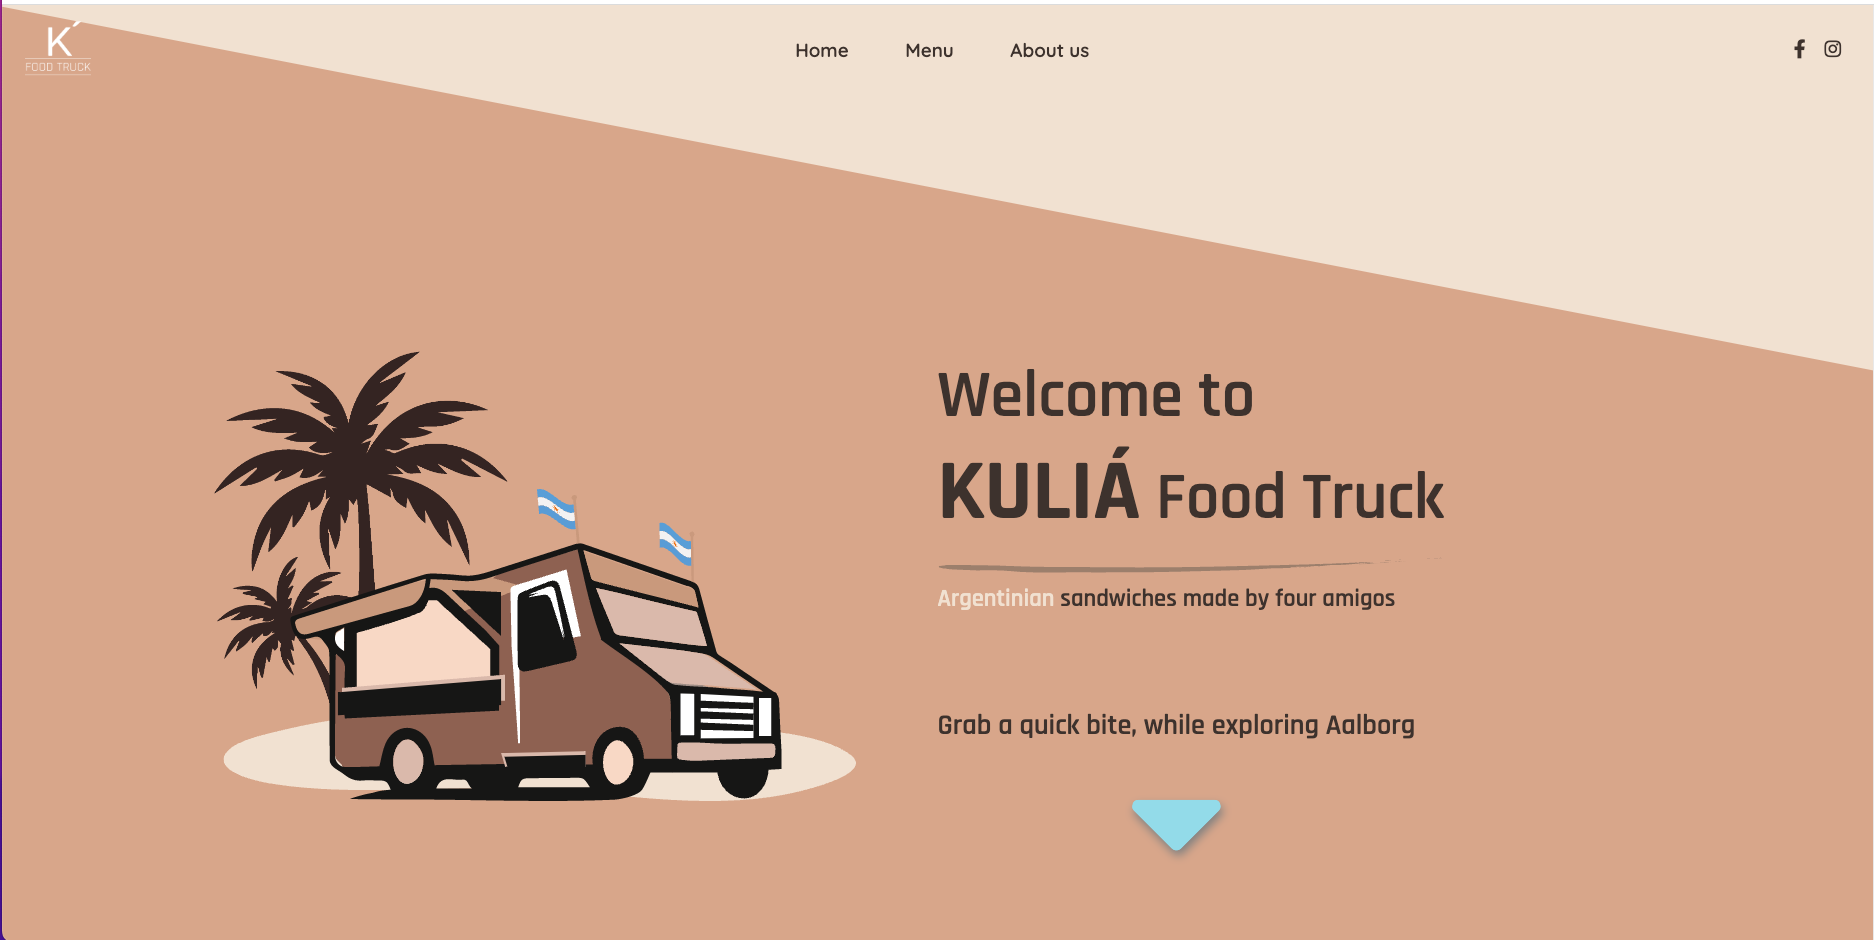 K´
FOOD TRUCK
Home Menu About us
Welcome to
KULIÁ Food Truck
Argentinian sandwiches made by four amigos
Grab a quick bite, while exploring Aalborg